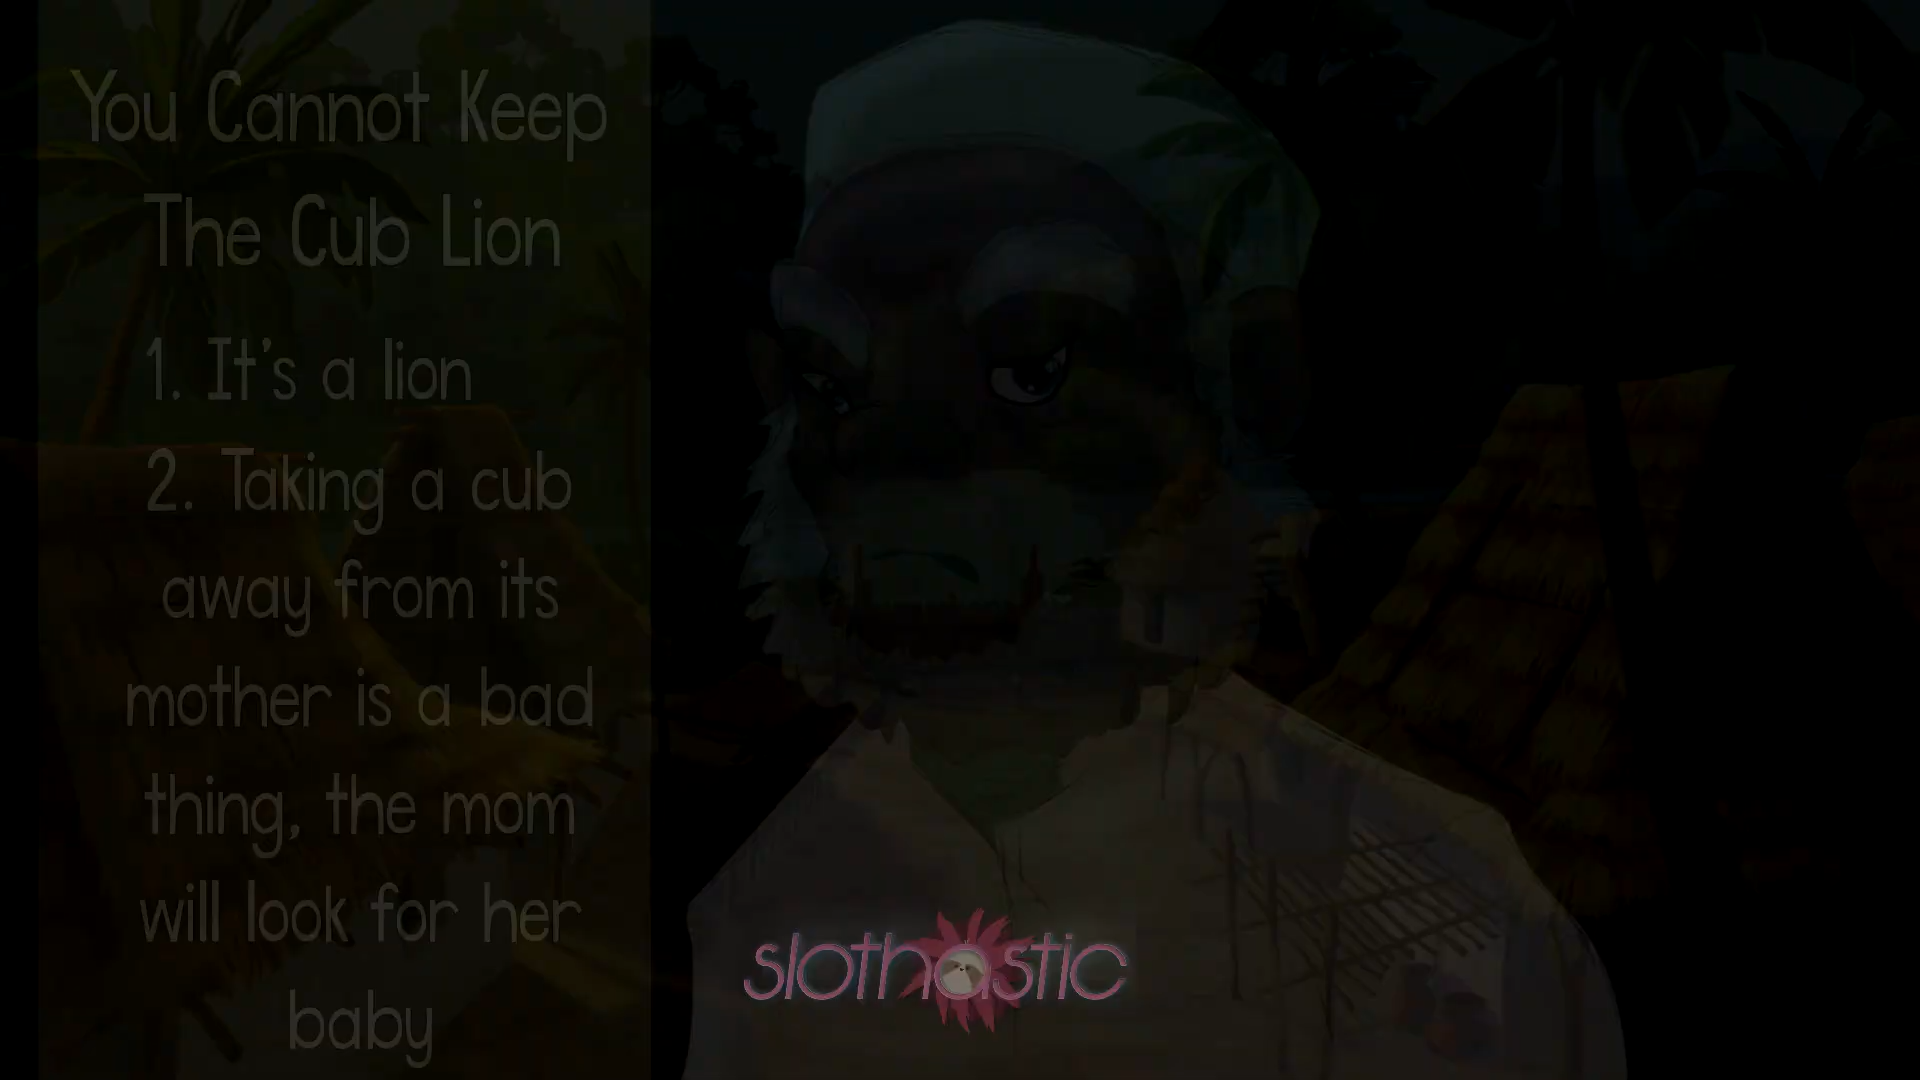 You Cannot Keep
The Cub Lion
1. It's a lion
2. Taking a cub
away from its
mother is a bad
thing, the mom
will look for her
baby
slothastic